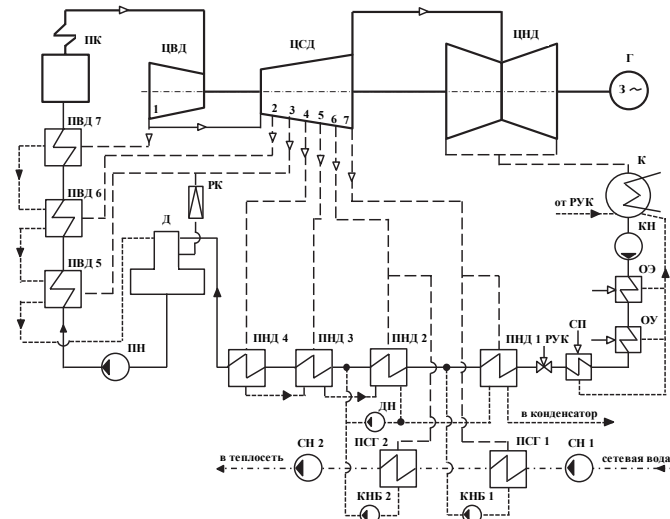 ПК
ЦВД
ЦСД
ЦНД
Г
3 ~
1
2
3
4
5
6
7
ПВД 7
РК
К
от РУК
КН
ПВД 6
Д
ОЭ
ПВД 5
ОУ
ПН
ПНД 4
ПНД 3
ПНД 2
ПНД 1
РУК
СП
ДН
в конденсатор
в теплосеть
СН 2
ПСГ 2
ПСГ 1
СН 1
сетевая вода
КНБ 2
КНБ 1